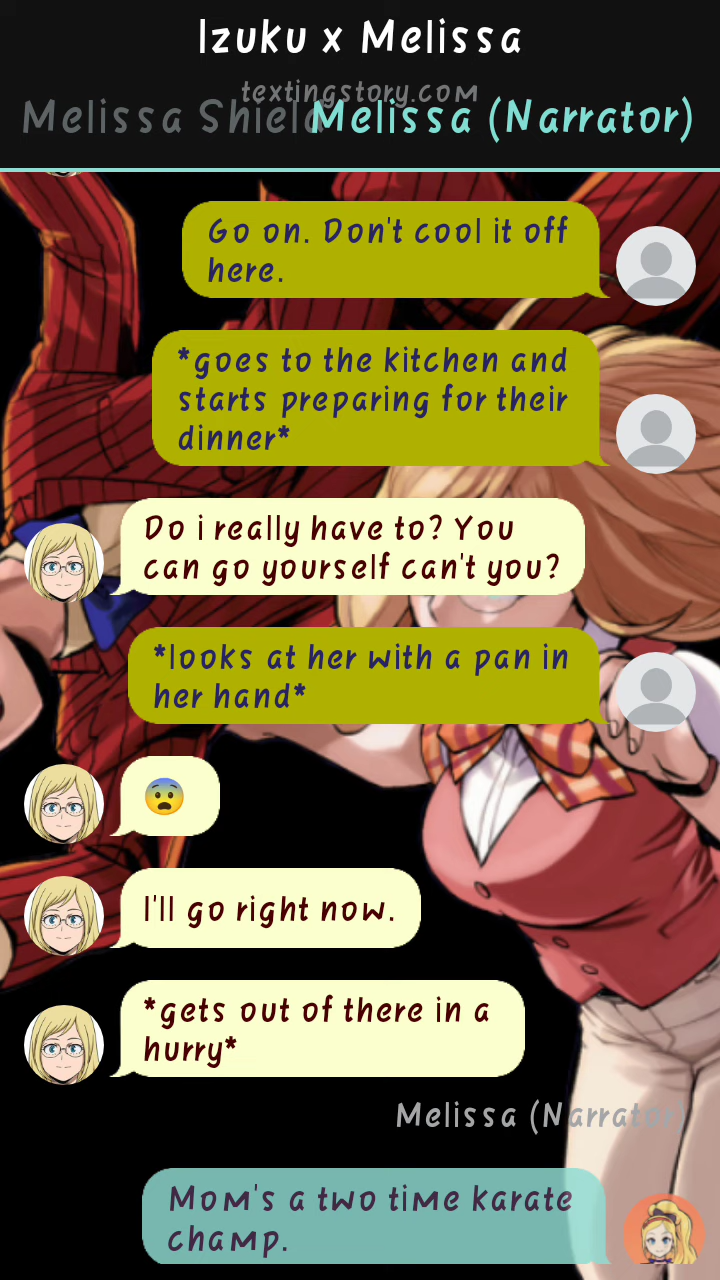 Izuku x Melissa
textingstory.com
Melissa Shield Melissa (Narrator)
Go on. Don't cool it off
here.
*goes to the kitchen and
starts preparing for their
dinner*
Do i really have to? You
can go yourself can't you?
*looks at her with a pan in
her hand*
😨
I'll go right now.
*gets out of there in a
hurry*
Melissa (Narrator)
Mom's a two time karate
champ.